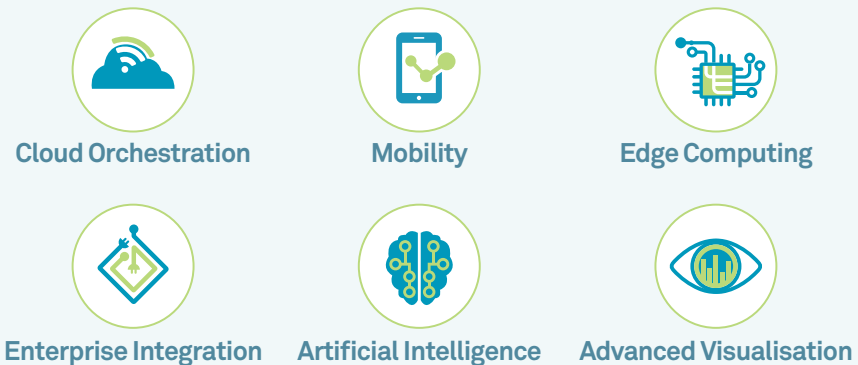 Cloud Orchestration
Mobility
Edge Computing
Enterprise Integration
Artificial Intelligence
Advanced Visualisation